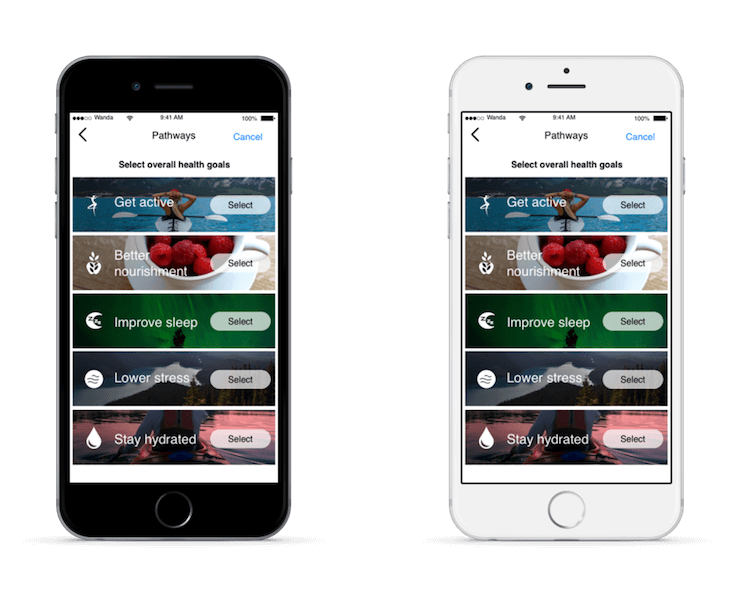 Wanda 9:41 AM 100%
Pathways Cancel
Select overall health goals
Get active Select
Better
nourishment Select
Improve sleep Select
Lower stress Select
Stay hydrated Select
Wanda 9:41 AM 100%
Pathways Cancel
Select overall health goals
Get active Select
Better
nourishment Select
Improve sleep Select
Lower stress Select
Stay hydrated Select